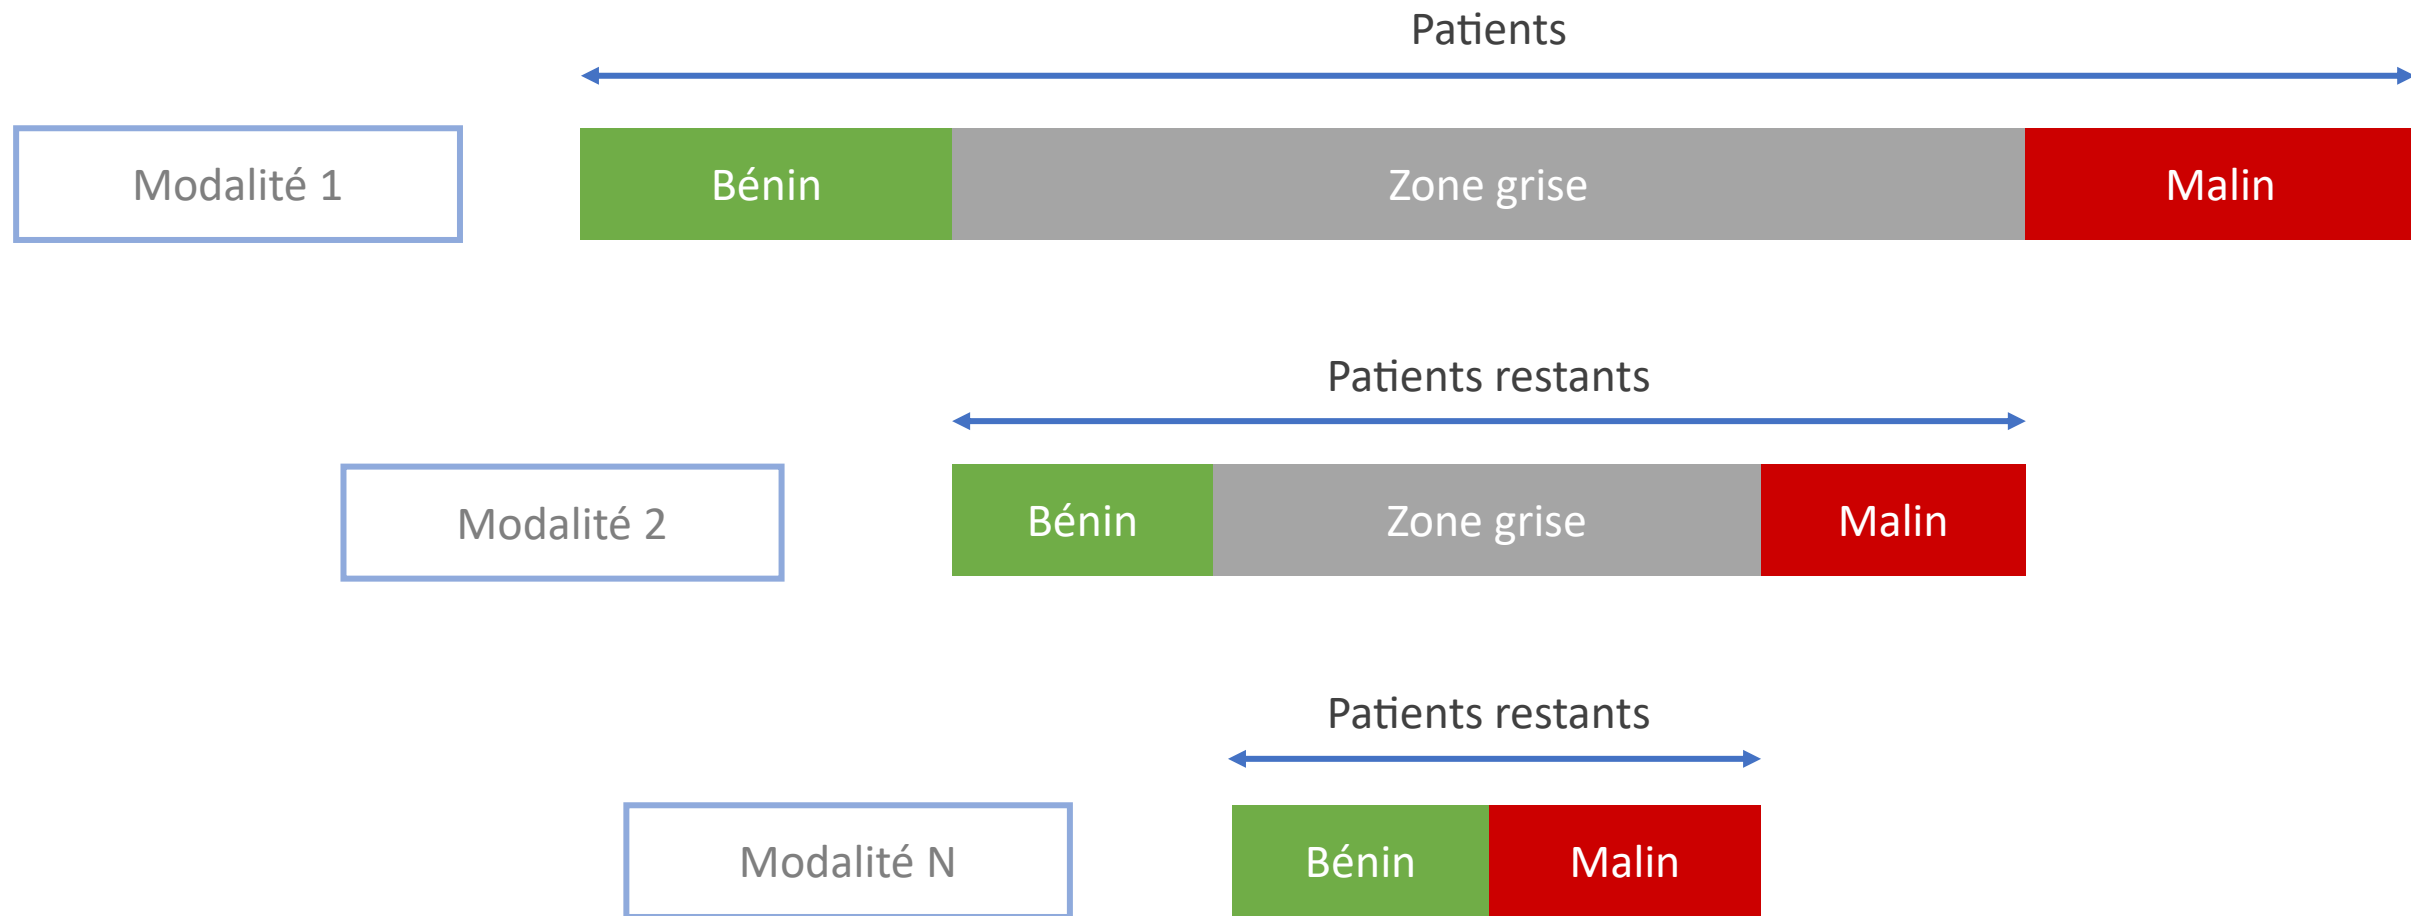 Patients
Modalité 1
Bénin
Zone grise
Malin
Patients restants
Modalité 2
Bénin
Zone grise
Malin
Patients restants
Modalité N
Bénin
Malin